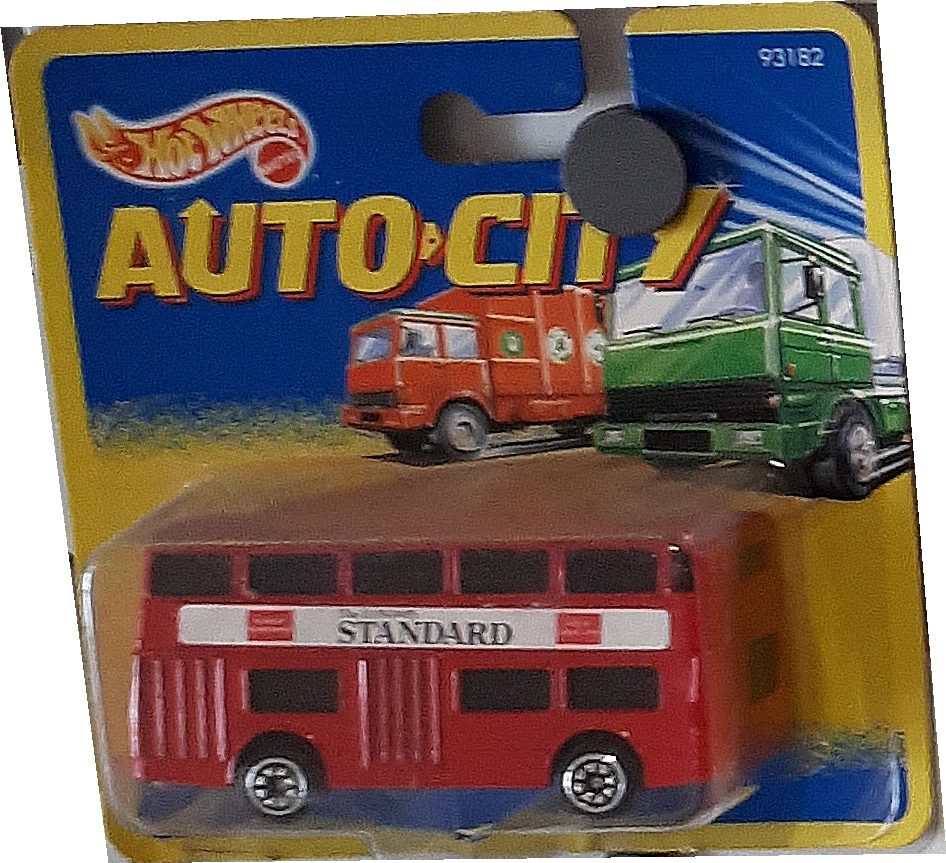 93182
HOT WHEELS
AUTO-CITY
STANDARD